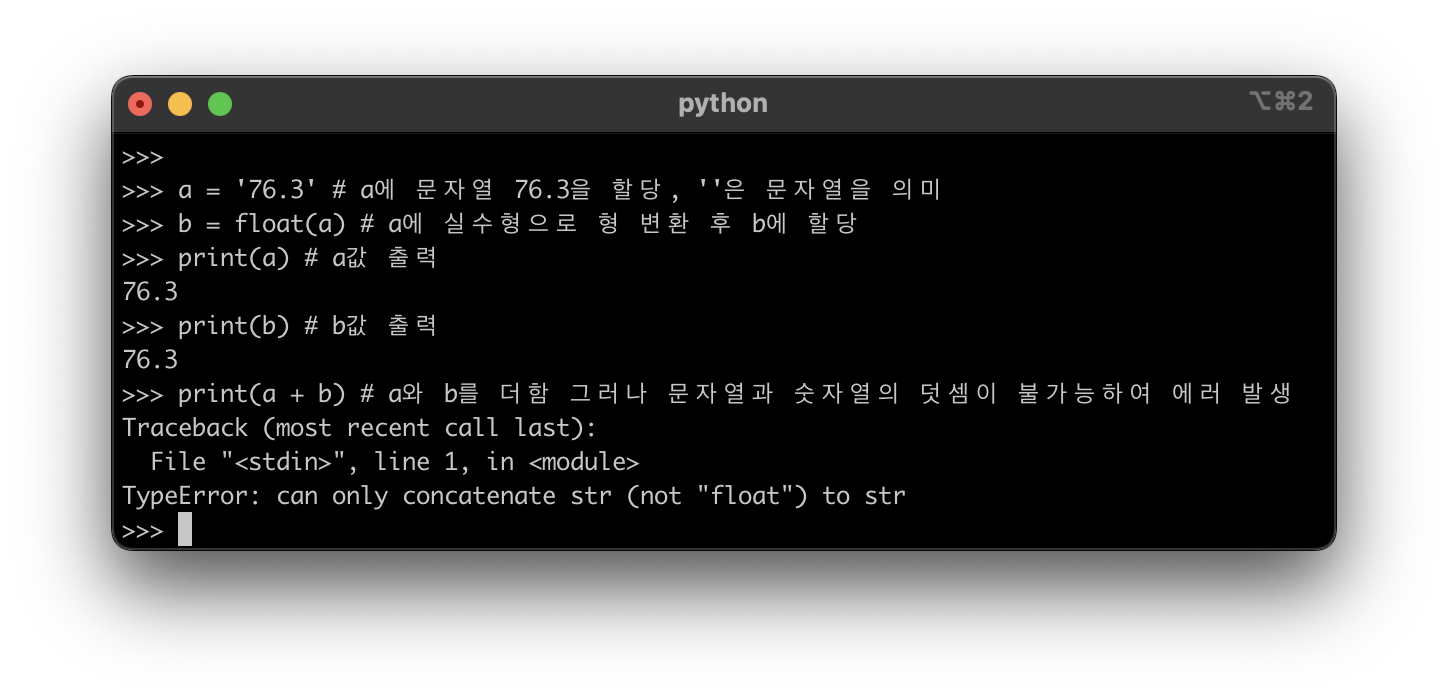 python
⌥⌘2
>>>
>>> a = '76.3' # a에 문자열 76.3을 할당, ''은 문자열을 의미
>>> b = float(a) # a에 실수형으로 형 변환 후 b에 할당
>>> print(a) # a값 출력
76.3
>>> print(b) # b값 출력
76.3
>>> print(a + b) # a와 b를 더함 그러나 문자열과 숫자열의 덧셈이 불가능하여 에러 발생
Traceback (most recent call last):
  File "<stdin>", line 1, in <module>
TypeError: can only concatenate str (not "float") to str
>>>